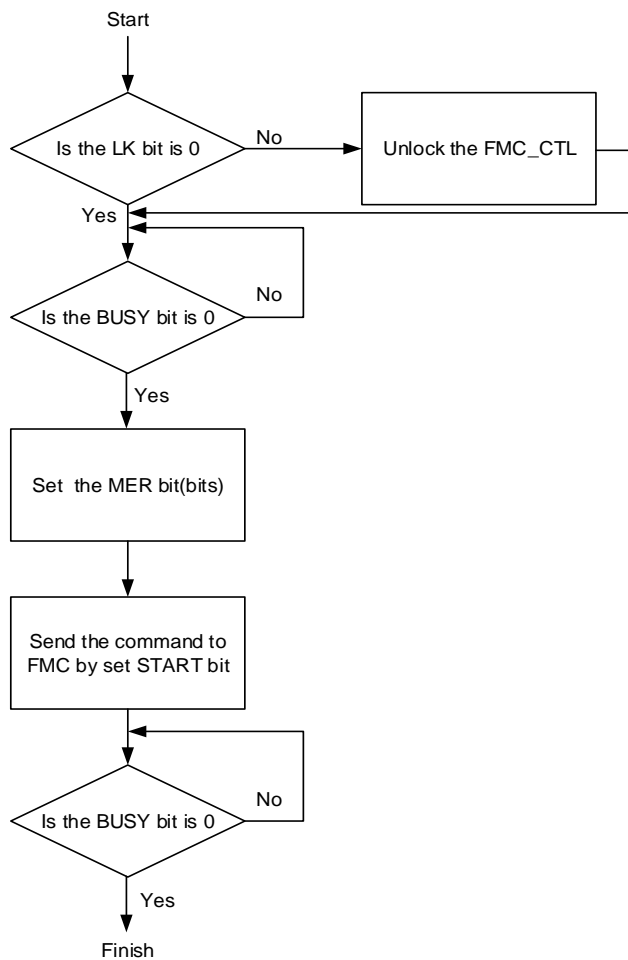 Start
Is the LK bit is 0
No
Unlock the FMC_CTL
Yes
No
Is the BUSY bit is 0
Yes
Set the MER bit(bits)
Send the command to
FMC by set START bit
No
Is the BUSY bit is 0
Yes
Finish